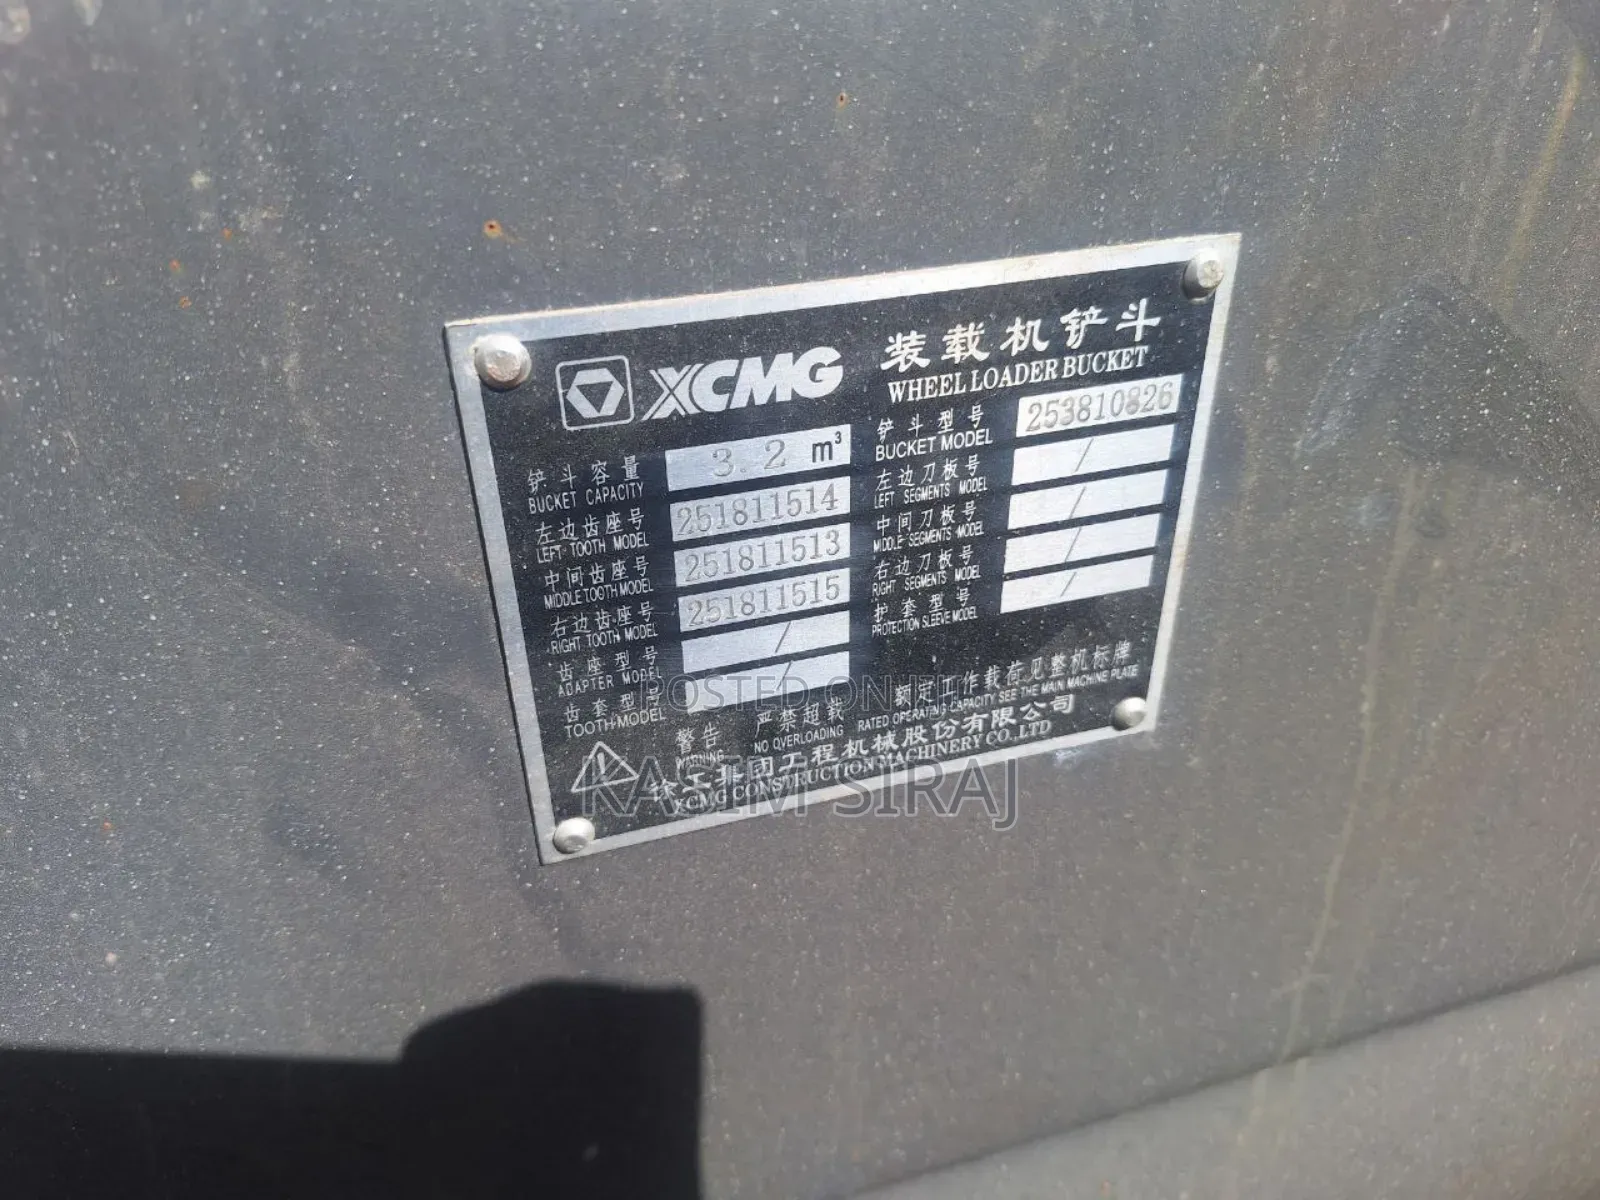 XCMG
装载机铲斗
WHEEL LOADER BUCKET
铲斗容量 3.2 m³
BUCKET CAPACITY
左边齿座号 251811514
LEFT TOOTH MODEL
中间齿座号 251811513
MIDDLE TOOTH MODEL
右边齿座号 251811515
RIGHT TOOTH MODEL
齿座型号 /
ADAPTER MODEL
齿套型号 /
TOOTH MODEL
铲斗型号 253810826
BUCKET MODEL
左边刀板号 /
LEFT SEGMENTS MODEL
中间刀板号 /
MIDDLE SEGMENTS MODEL
右边刀板号 /
RIGHT SEGMENTS MODEL
护套型号 /
PROTECTION SLEEVE MODEL
警告 严禁超载 额定工作载荷见整机标牌
WARNING NO OVERLOADING RATED OPERATING CAPACITY SEE THE MAIN MACHINE PLATE
徐工集团工程机械股份有限公司
XCMG CONSTRUCTION MACHINERY CO.,LTD
POSTED ON
KASIM SIRAJ